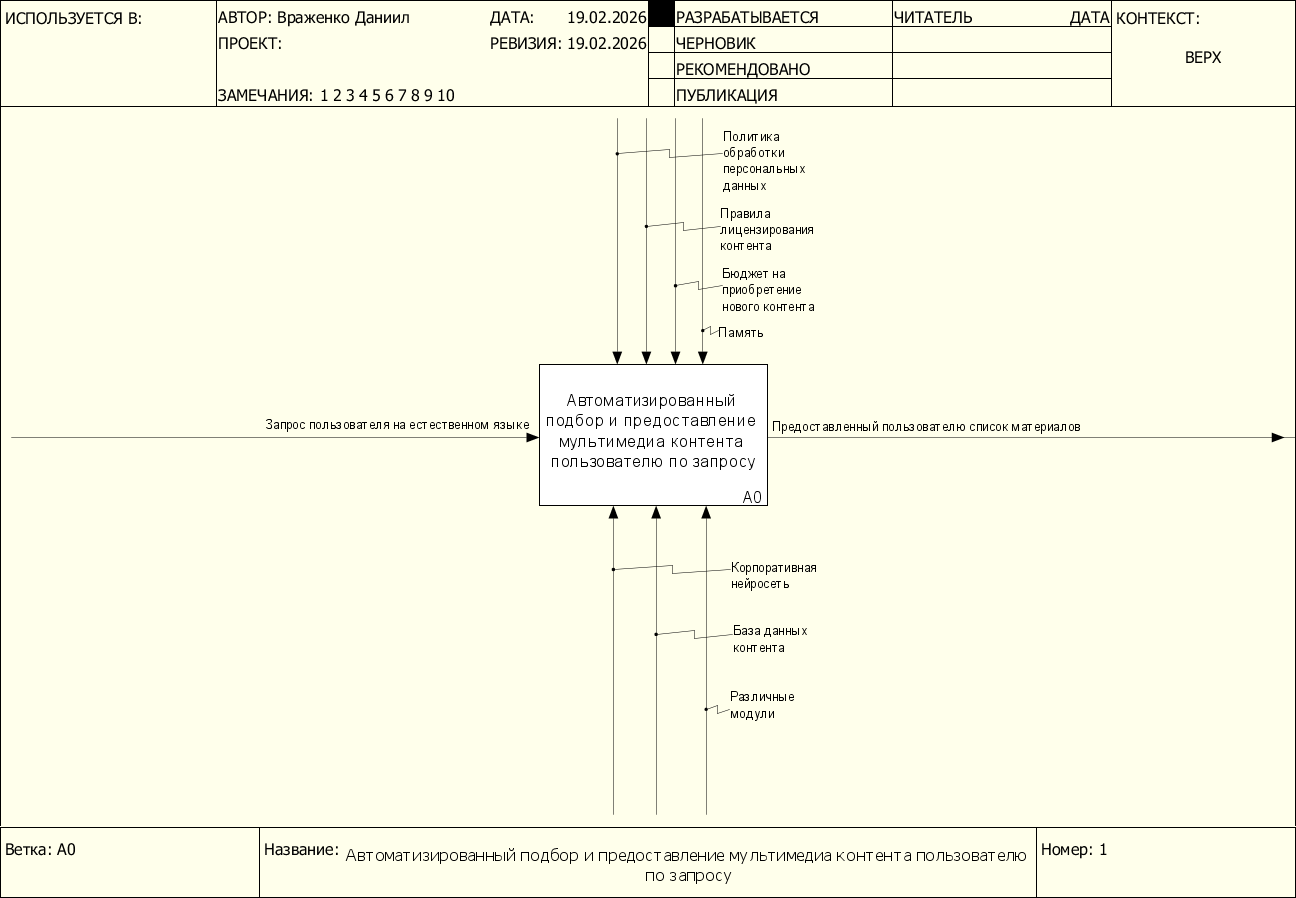 ИСПОЛЬЗУЕТСЯ В:
АВТОР: Враженко Даниил
ДАТА: 19.02.2026
ПРОЕКТ:
РЕВИЗИЯ: 19.02.2026
ЗАМЕЧАНИЯ: 1 2 3 4 5 6 7 8 9 10
РАЗРАБАТЫВАЕТСЯ
ЧЕРНОВИК
РЕКОМЕНДОВАНО
ПУБЛИКАЦИЯ
ЧИТАТЕЛЬ
ДАТА
КОНТЕКСТ:
ВЕРХ
Политика
обработки
персональных
данных
Правила
лицензирования
контента
Бюджет на
приобретение
нового контента
Память
Запрос пользователя на естественном языке
Автоматизированный
подбор и предоставление
мультимедиа контента
пользователю по запросу
A0
Предоставленный пользователю список материалов
Корпоративная
нейросеть
База данных
контента
Различные
модули
Ветка: A0
Название:
Автоматизированный подбор и предоставление мультимедиа контента пользователю
по запросу
Номер: 1